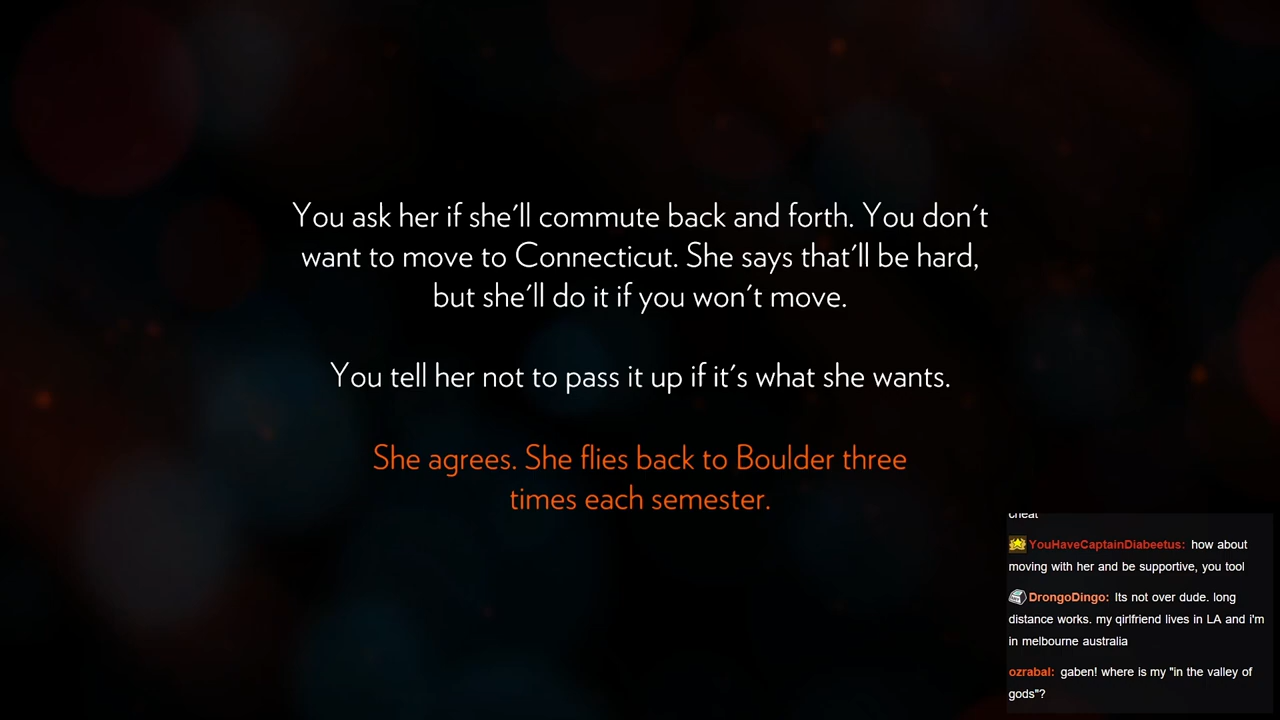 You ask her if she'll commute back and forth. You don't
want to move to Connecticut. She says that'll be hard,
but she'll do it if you won't move.
You tell her not to pass it up if it's what she wants.
She agrees. She flies back to Boulder three
times each semester.
cheat
YouHaveCaptainDiabeetus: how about
moving with her and be supportive, you tool
DrongoDingo: Its not over dude. long
distance works. my qirlfriend lives in LA and i'm
in melbourne australia
ozrabal: gaben! where is my "in the valley of
gods"?